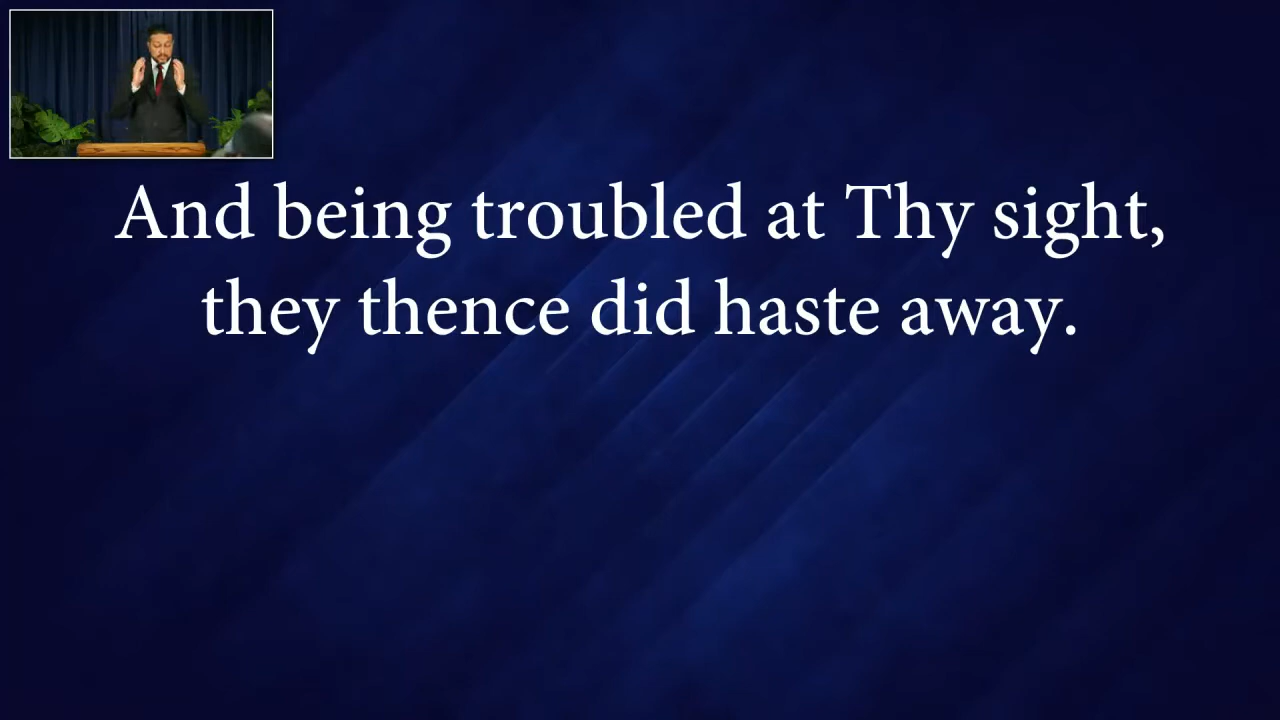 And being troubled at Thy sight,
they thence did haste away.